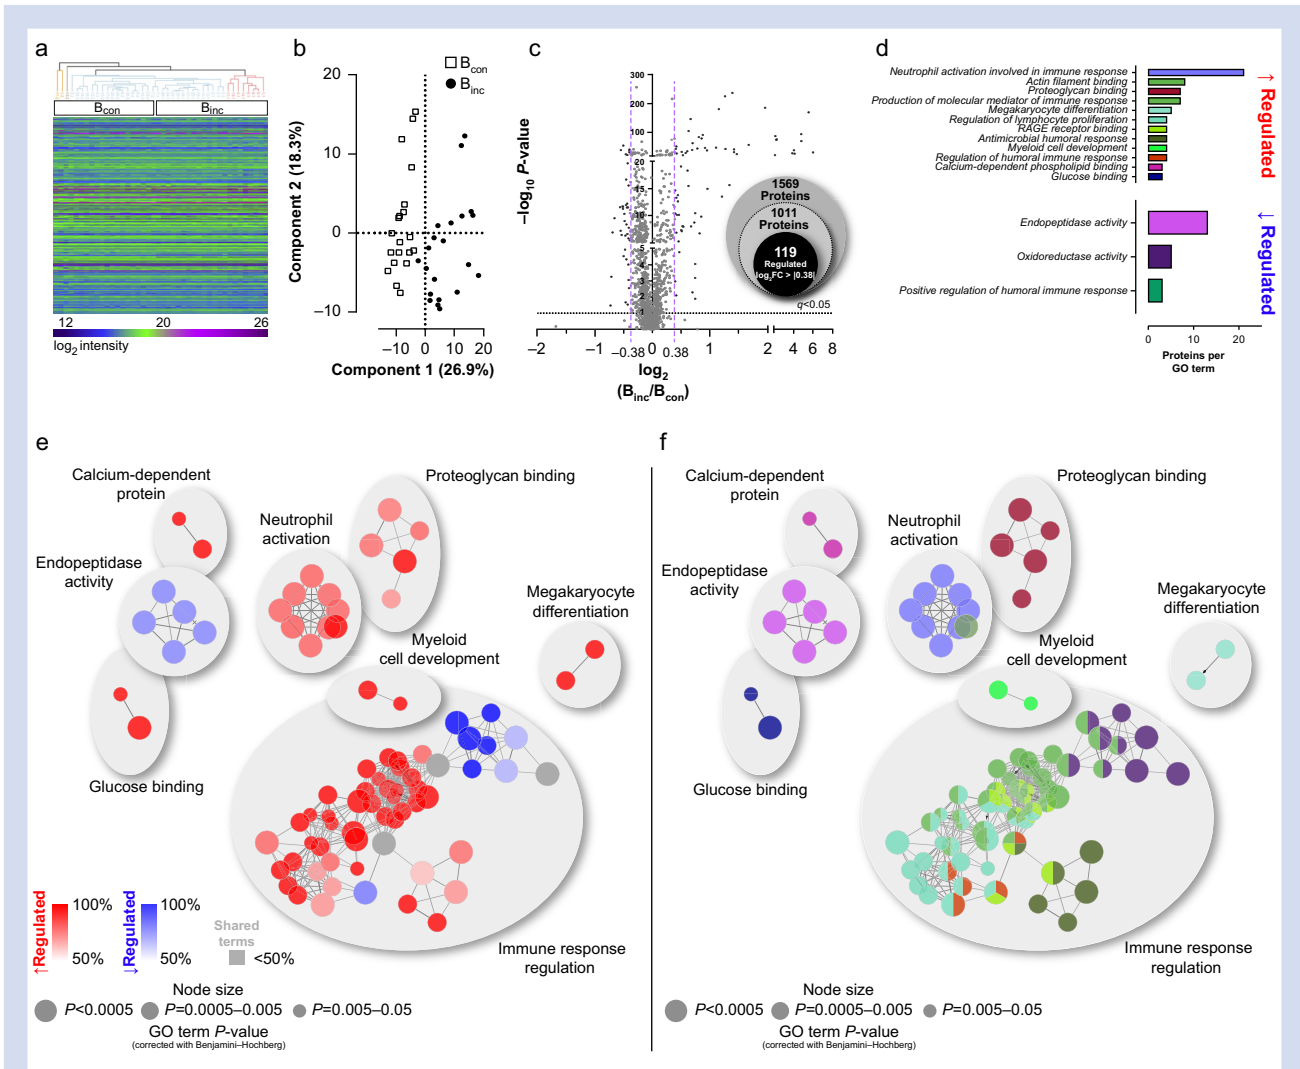 a
B con
B inc
12 20 26
log2 intensity
b
B con
B inc
20
10
0
−10
Component 2 (18.3%)
−10 0 10 20
Component 1 (26.9%)
c
−log10 P-value
300
200
100
20
15
10
5
4
3
2
1
1569
Proteins
1011
Proteins
119
Regulated
log2FC > |0.38|
q<0.05
−2 −1 0 1 2 4 6 8
−0.38 0.38
log2
(Binc/Bcon)
d
Neutrophil activation involved in immune response
Actin filament binding
Proteoglycan binding
Production of molecular mediator of immune response
Megakaryocyte differentiation
Regulation of lymphocyte proliferation
RAGE receptor binding
Antimicrobial humoral response
Myeloid cell development
Regulation of humoral immune response
Calcium-dependent phospholipid binding
Glucose binding
↑ Regulated
Endopeptidase activity
Oxidoreductase activity
Positive regulation of humoral immune response
↓ Regulated
0 10 20
Proteins per
GO term
e
Calcium-dependent
protein
Proteoglycan binding
Neutrophil
activation
Endopeptidase
activity
Megakaryocyte
differentiation
Myeloid
cell development
Glucose binding
Immune response
regulation
↑Regulated
100%
50%
↓Regulated
100%
50%
Shared
terms
<50%
Node size
P<0.0005 P=0.0005–0.005 P=0.005–0.05
GO term P-value
(corrected with Benjamini–Hochberg)
f
Calcium-dependent
protein
Proteoglycan binding
Neutrophil
activation
Endopeptidase
activity
Megakaryocyte
differentiation
Myeloid
cell development
Glucose binding
Immune response
regulation
Node size
P<0.0005 P=0.0005–0.005 P=0.005–0.05
GO term P-value
(corrected with Benjamini–Hochberg)